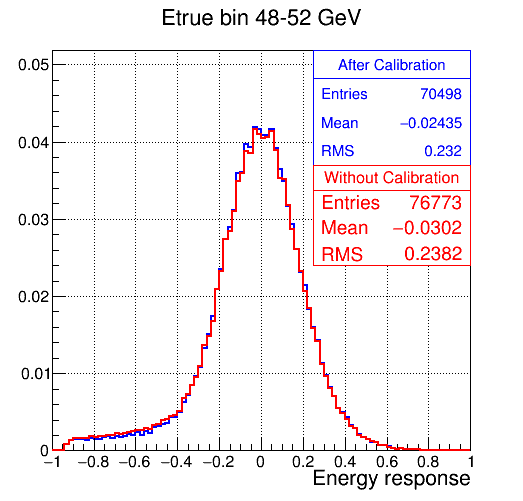 Etrue bin 48-52 GeV
After Calibration
Entries 70498
Mean −0.02435
RMS 0.232
Without Calibration
Entries 76773
Mean −0.0302
RMS 0.2382
0.05
0.04
0.03
0.02
0.01
0
−1 −0.8 −0.6 −0.4 −0.2 0 0.2 0.4 0.6 0.8 1
Energy response